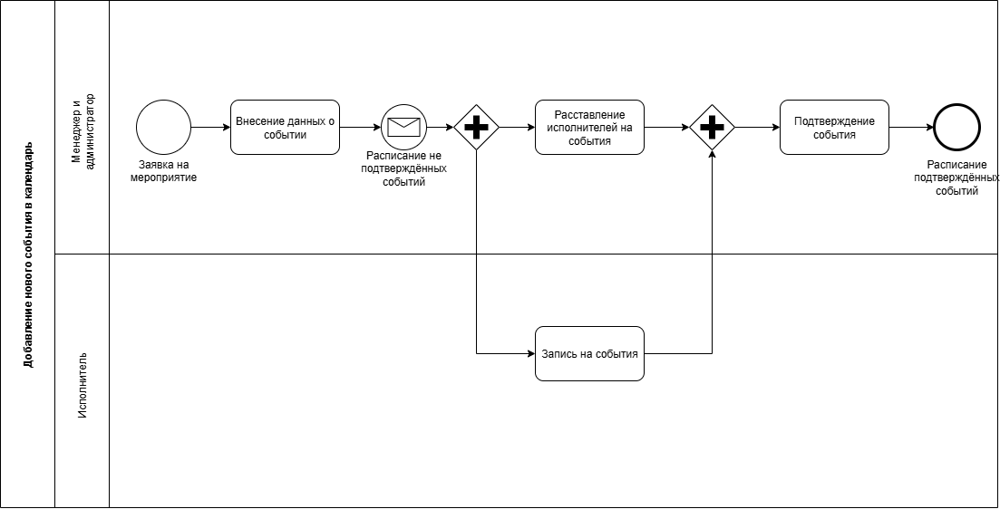 Добавление нового события в календарь
Менеджер и
администратор
Заявка на
мероприятие
Внесение данных о
событии
Расписание не
подтверждённых
событий
Расставление
исполнителей на
события
Подтверждение
события
Расписание
подтверждённых
событий
Исполнитель
Запись на события